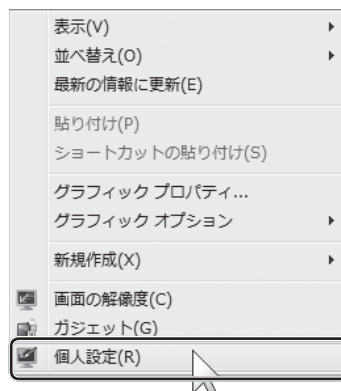 表示(V)
並べ替え(O)
最新の情報に更新(E)
貼り付け(P)
ショートカットの貼り付け(S)
グラフィック プロパティ...
グラフィック オプション
新規作成(X)
画面の解像度(C)
ガジェット(G)
個人設定(R)